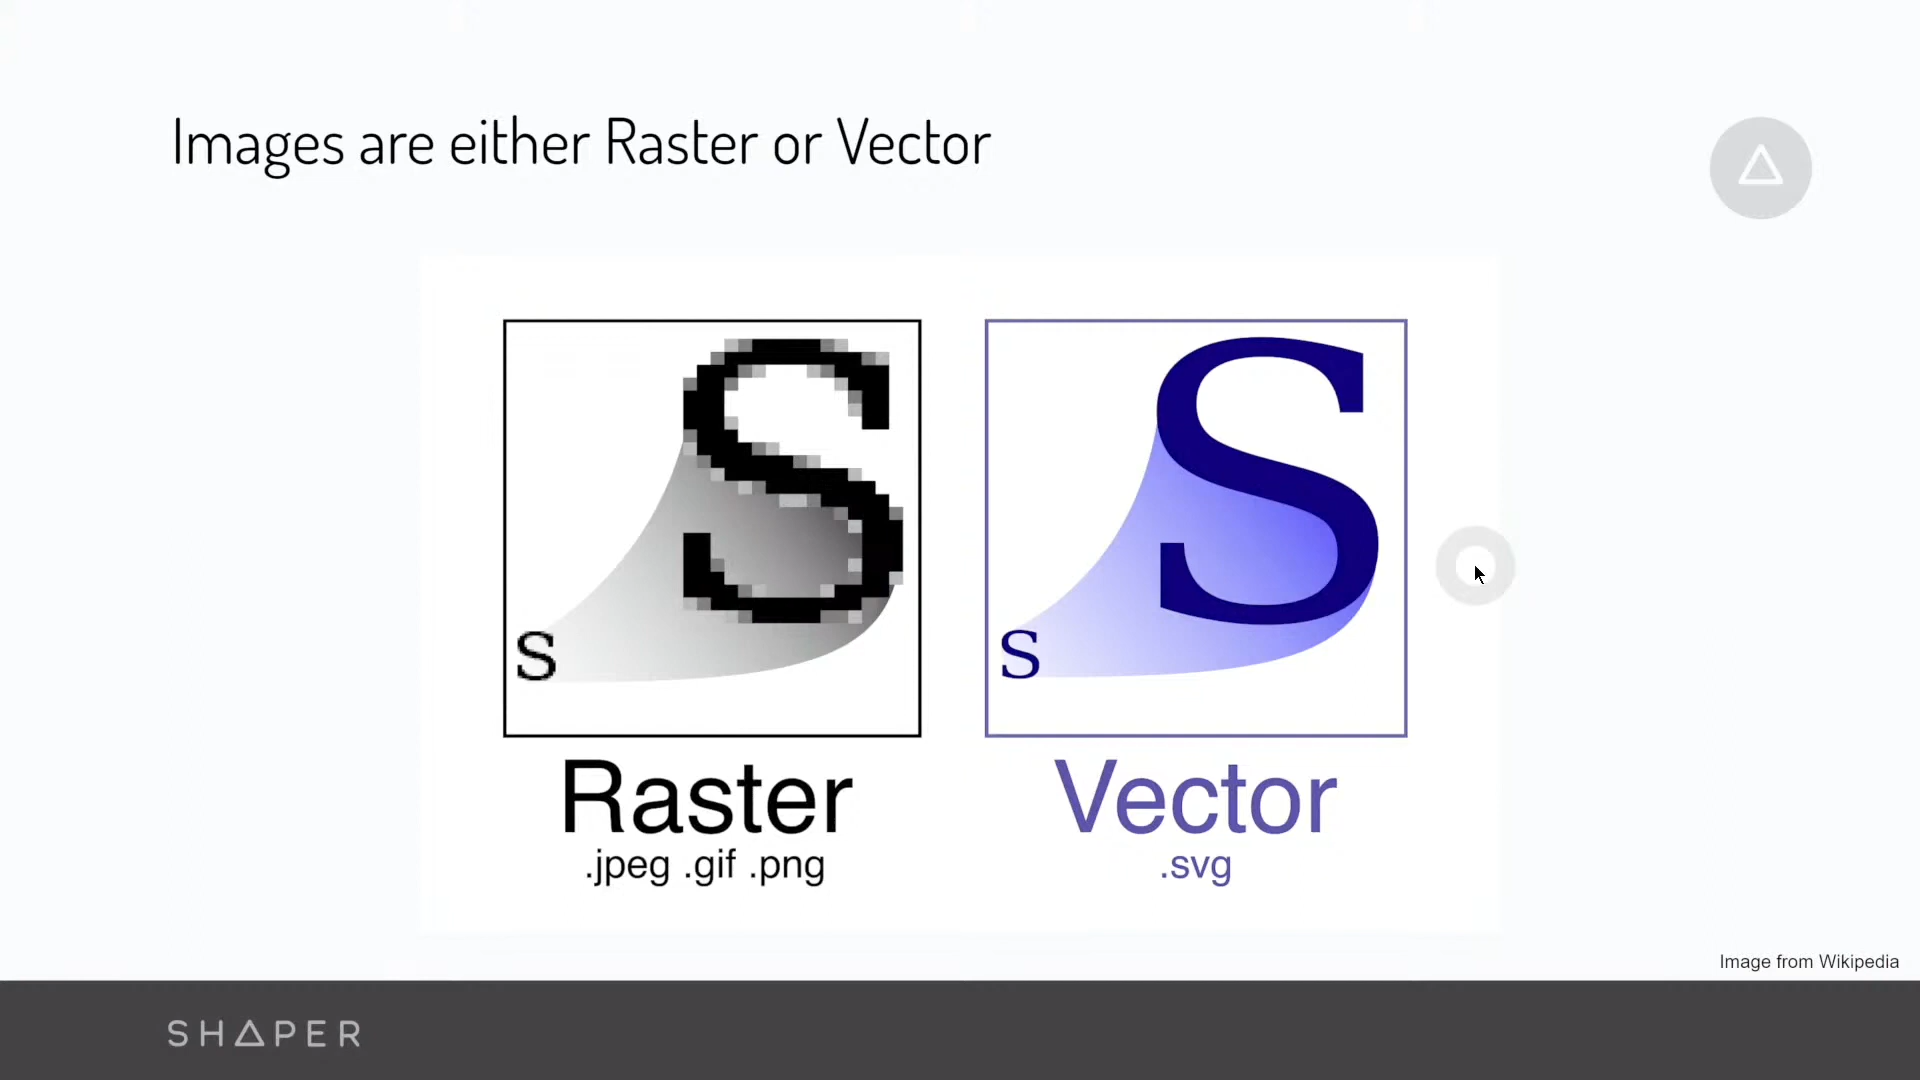 Images are either Raster or Vector
S
S
S
S
Raster
Vector
.jpeg .gif .png
.svg
Image from Wikipedia
SHAPER